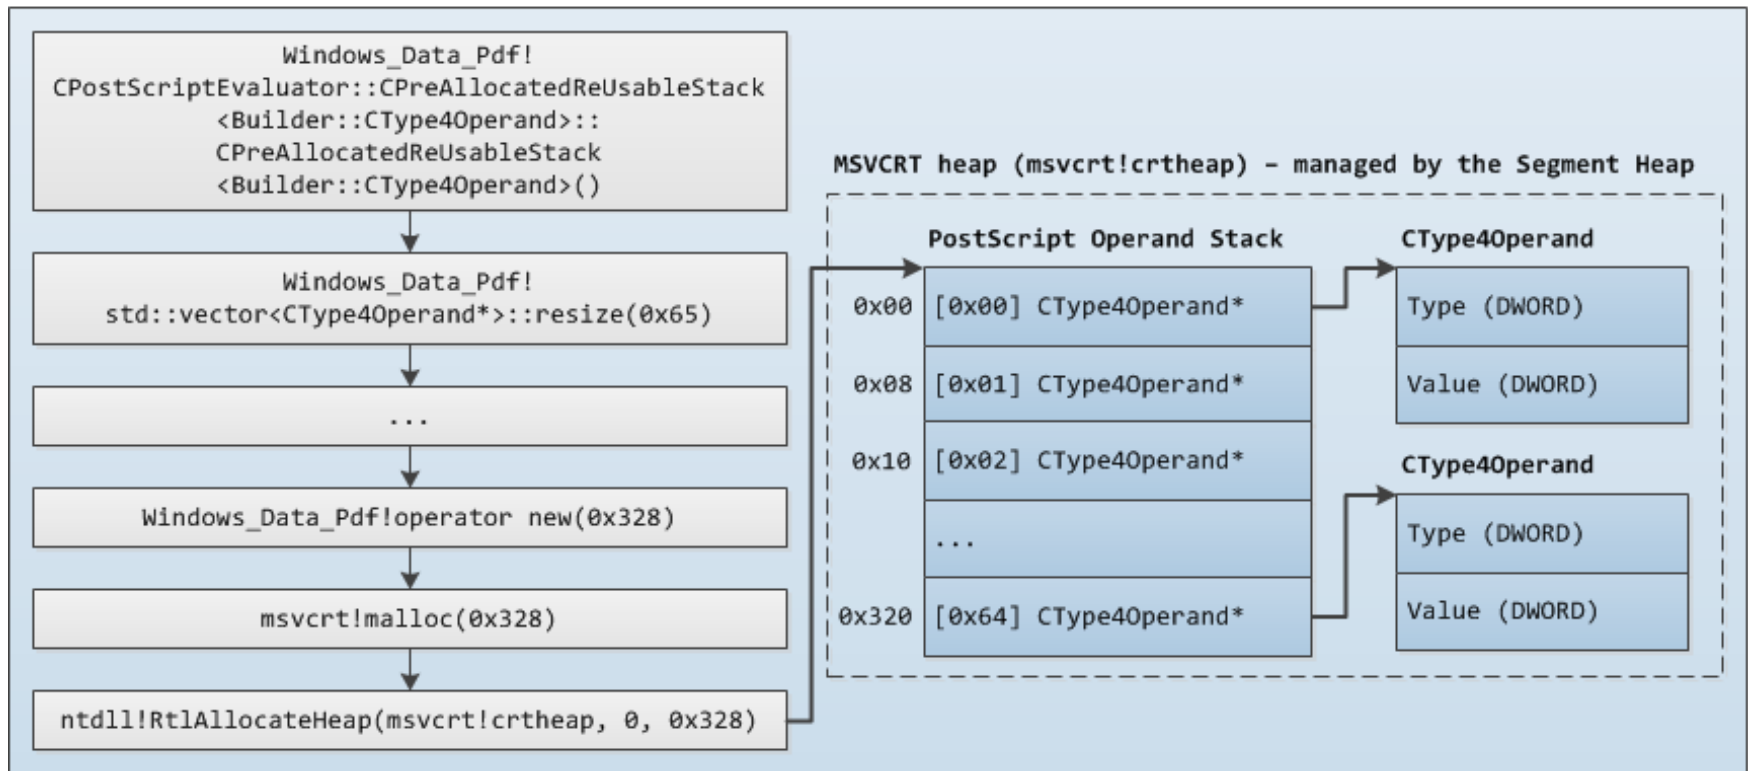 Windows_Data_Pdf!
CPostScriptEvaluator::CPreAllocatedReUsableStack
<Builder::CType4Operand>::
CPreAllocatedReUsableStack
<Builder::CType4Operand>()
Windows_Data_Pdf!
std::vector<CType4Operand*>::resize(0x65)
...
Windows_Data_Pdf!operator new(0x328)
msvcrt!malloc(0x328)
ntdll!RtlAllocateHeap(msvcrt!crtheap, 0, 0x328)
MSVCRT heap (msvcrt!crtheap) – managed by the Segment Heap
PostScript Operand Stack
0x00 [0x00] CType4Operand*
0x08 [0x01] CType4Operand*
0x10 [0x02] CType4Operand*
...
0x320 [0x64] CType4Operand*
CType4Operand
Type (DWORD)
Value (DWORD)
CType4Operand
Type (DWORD)
Value (DWORD)